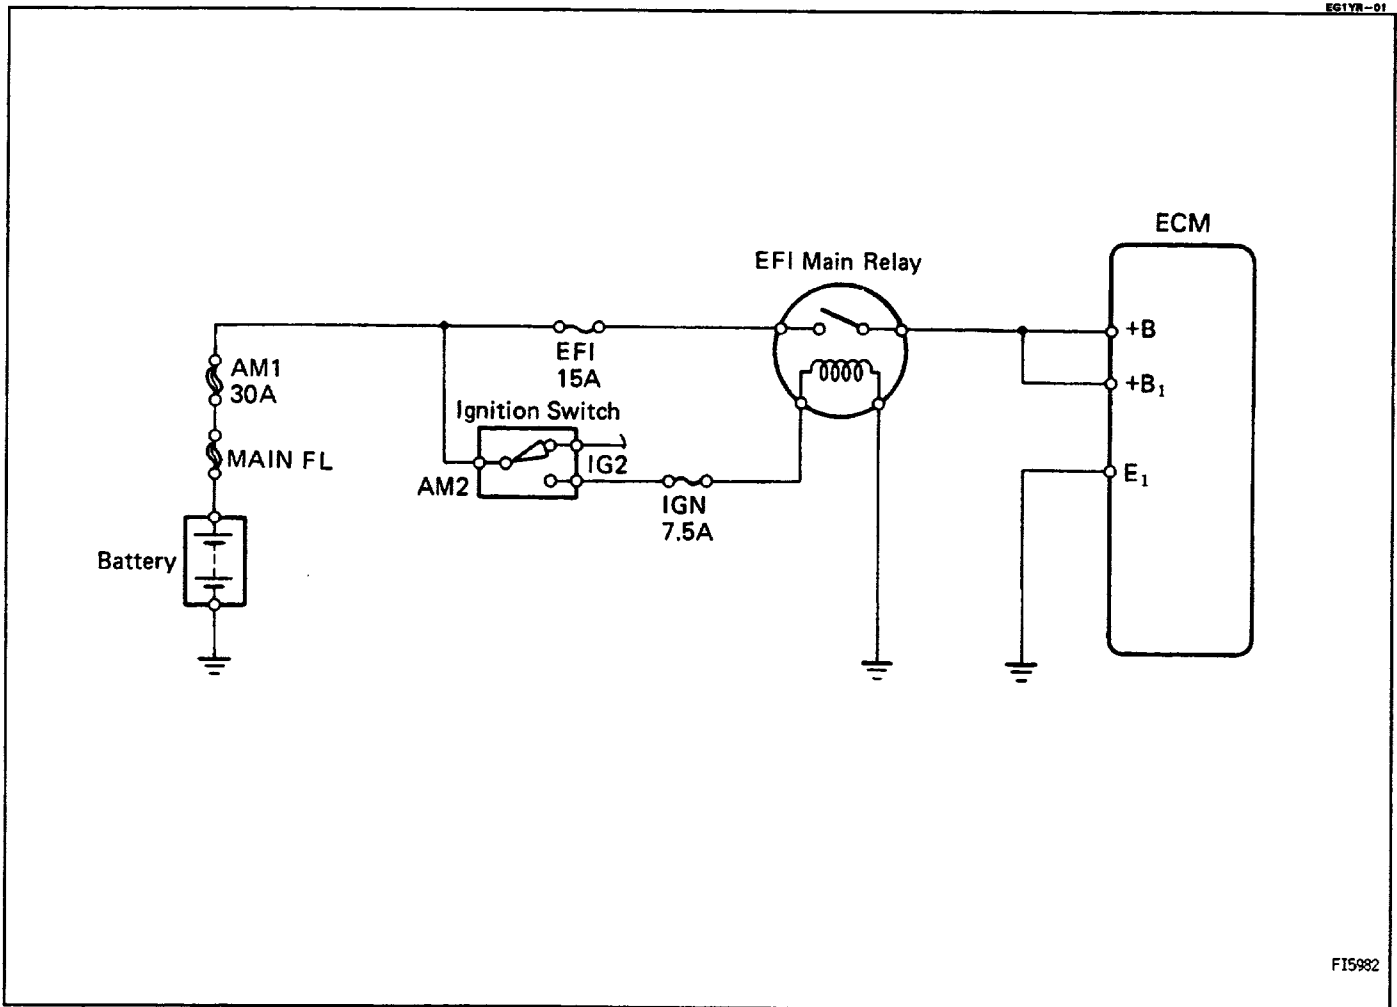 EG1YR-01
ECM
EFI Main Relay
+B
EFI
15A
AM1
30A
+B₁
Ignition Switch
MAIN FL
IG2
AM2
E₁
IGN
7.5A
Battery
FI5982